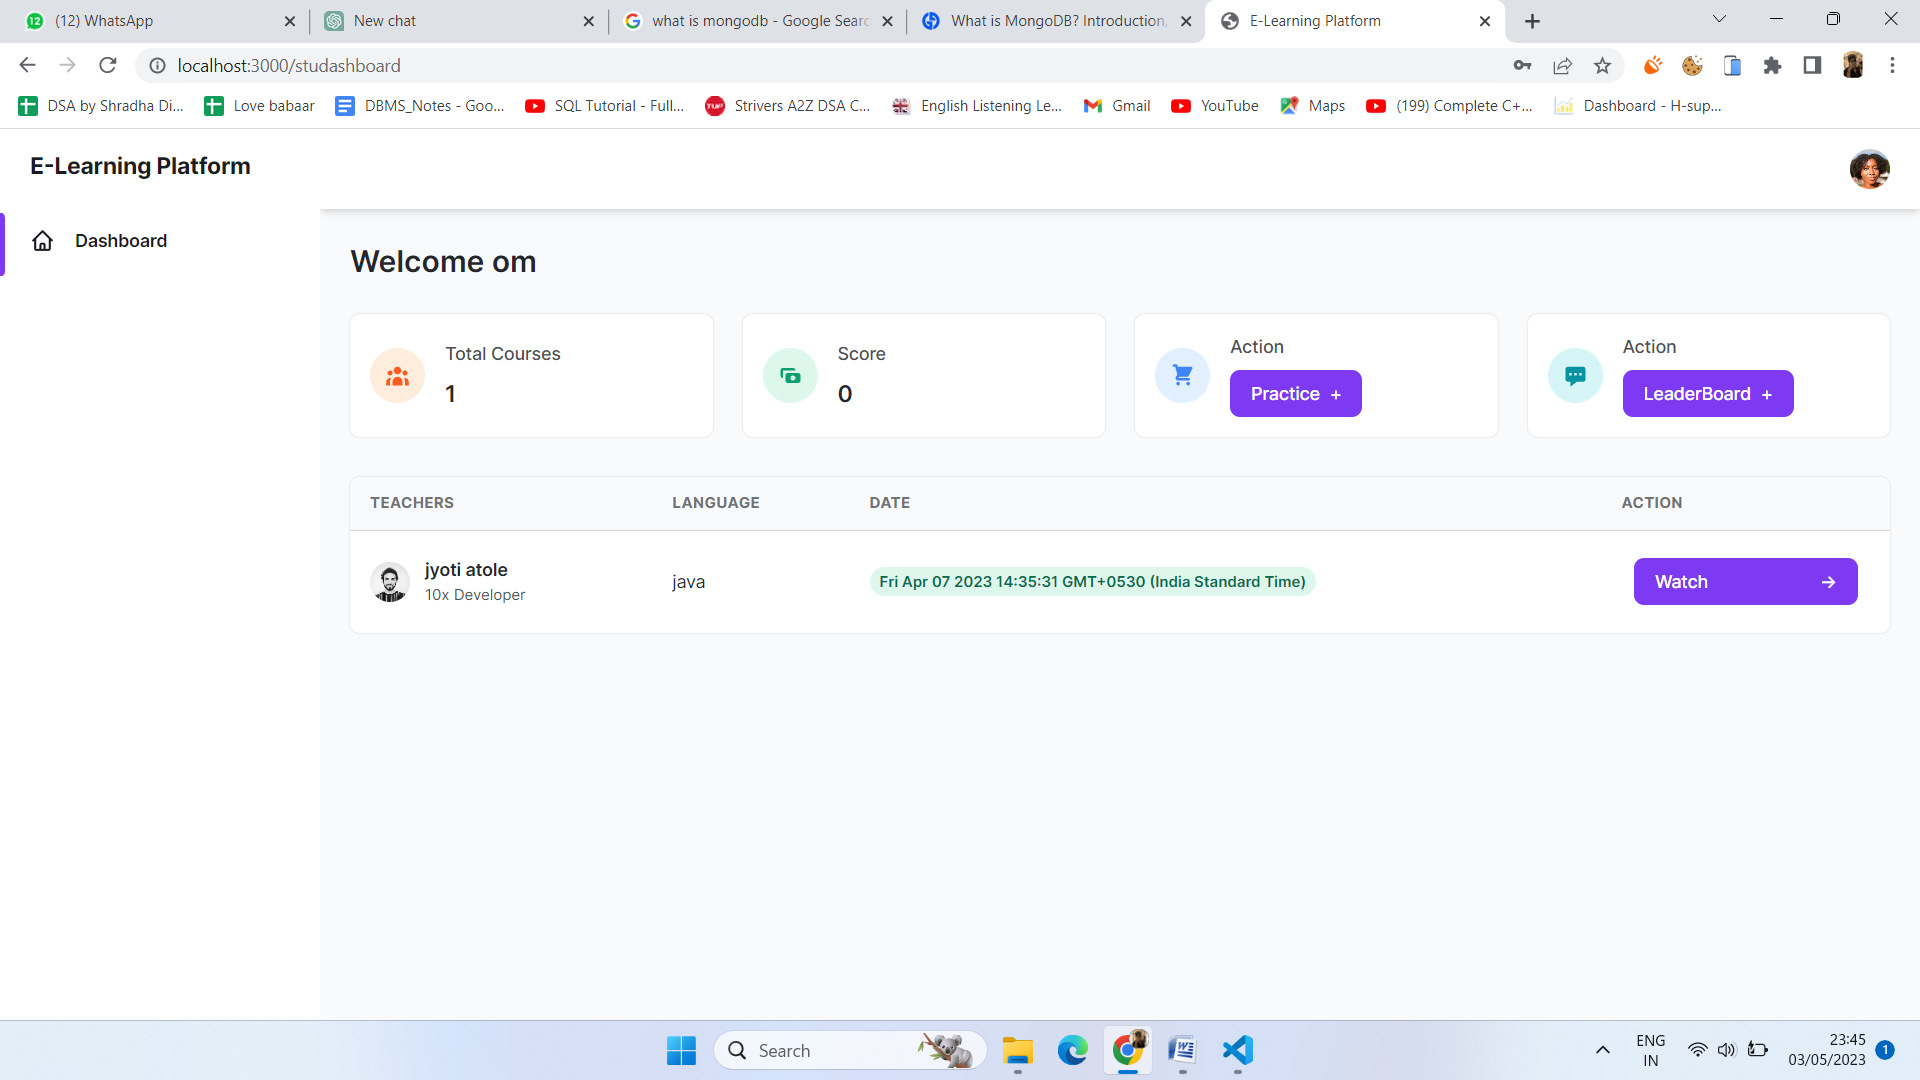 12 (12) WhatsApp New chat what is mongodb - Google Searc What is MongoDB? Introduction, E-Learning Platform
localhost:3000/studashboard
DSA by Shradha Di... Love babaar DBMS_Notes - Goo... SQL Tutorial - Full... TUF Strivers A2Z DSA C... English Listening Le... Gmail YouTube Maps (199) Complete C+... Dashboard - H-sup...
E-Learning Platform
Dashboard
Welcome om
Total Courses
1
Score
0
Action
Practice +
Action
LeaderBoard +
TEACHERS LANGUAGE DATE ACTION
jyoti atole
10x Developer
java
Fri Apr 07 2023 14:35:31 GMT+0530 (India Standard Time)
Watch →
Search
ENG
IN
23:45
03/05/2023
1